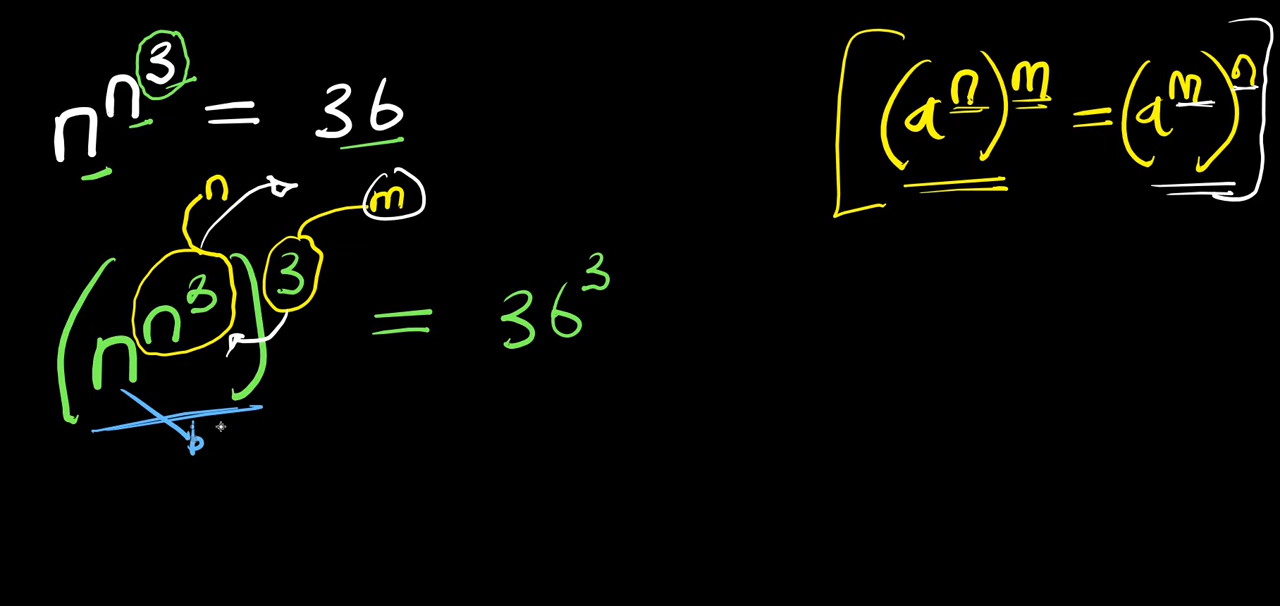 n^n^3 = 36
[(a^n)^m = (a^m)^n]
n m
(n^n^3)^3 = 36^3